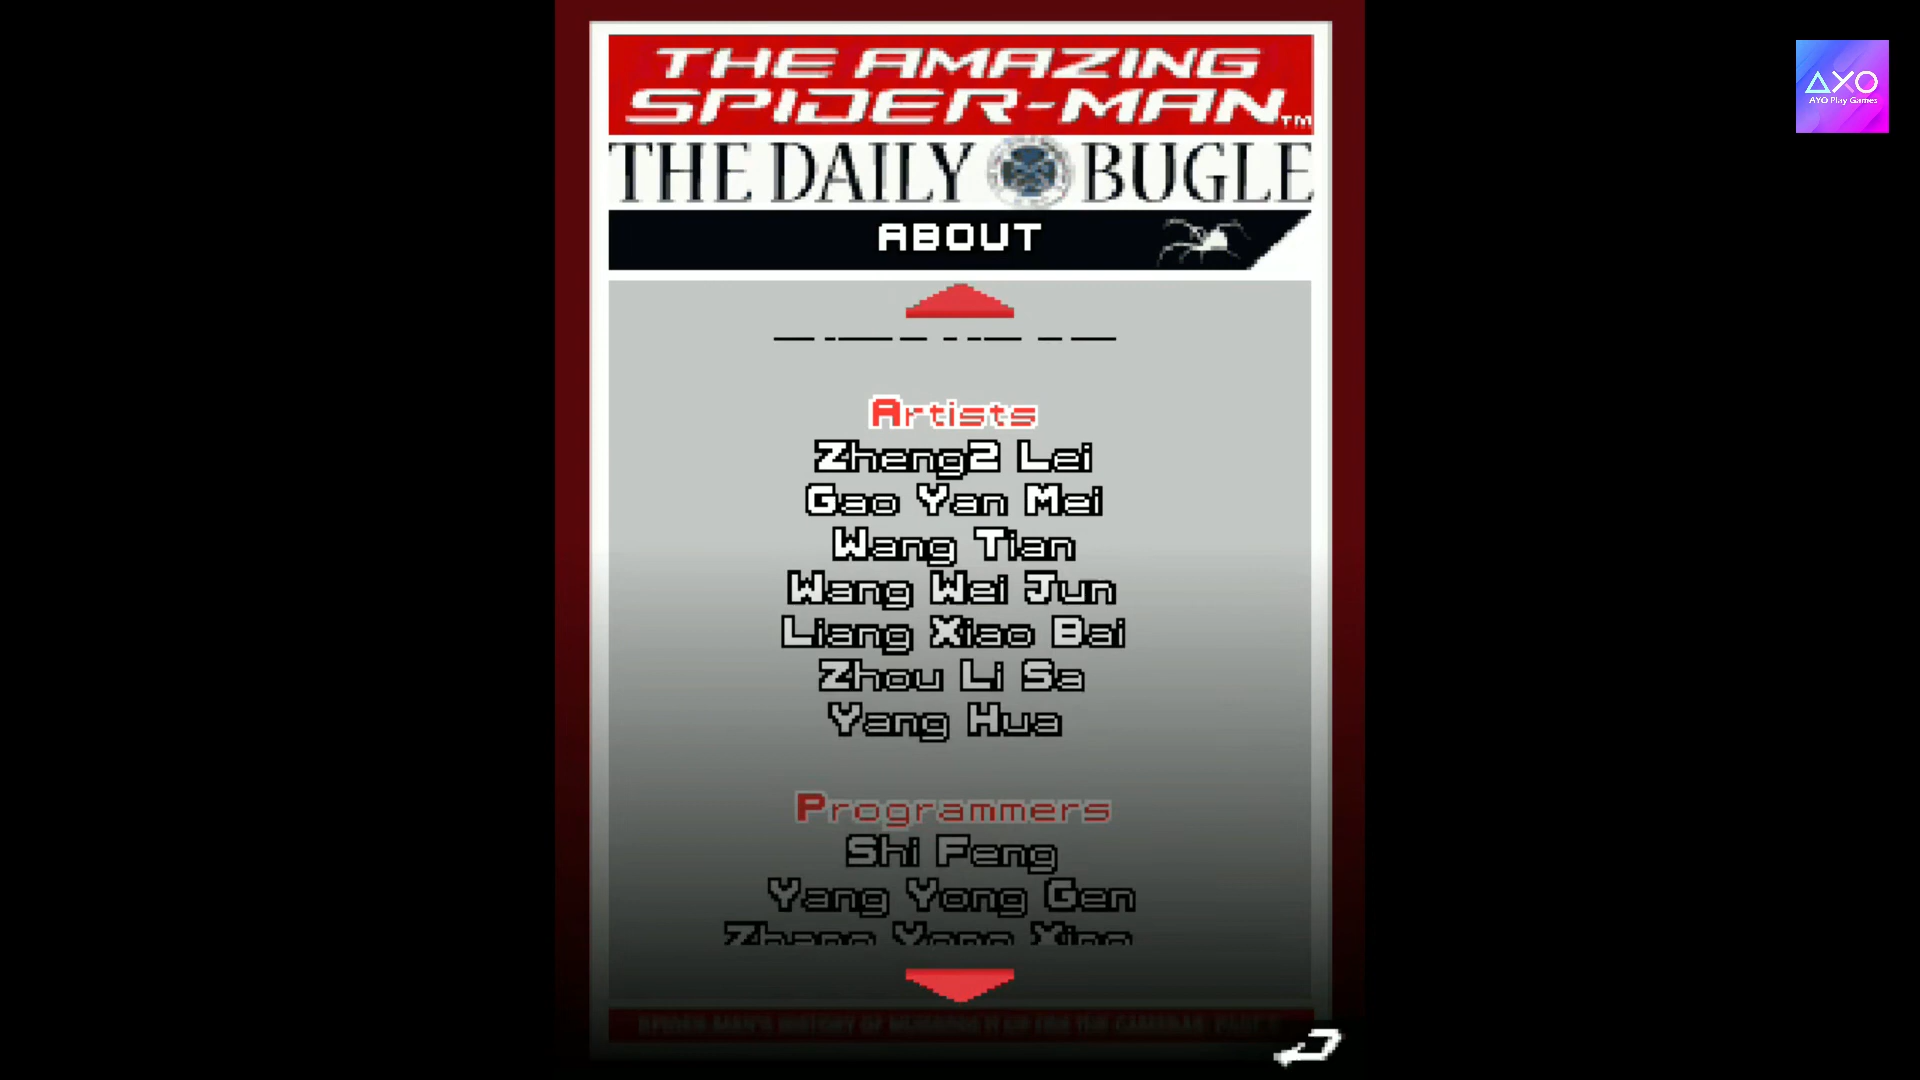 THE AMAZING
SPIDER-MAN™
THE DAILY BUGLE
ABOUT
Artists
Zheng2 Lei
Gao Yan Mei
Wang Tian
Wang Wei Jun
Liang Xiao Bai
Zhou Li Sa
Yang Hua
Programmers
Shi Feng
Yang Yong Gen
AYO
AYO Play Games